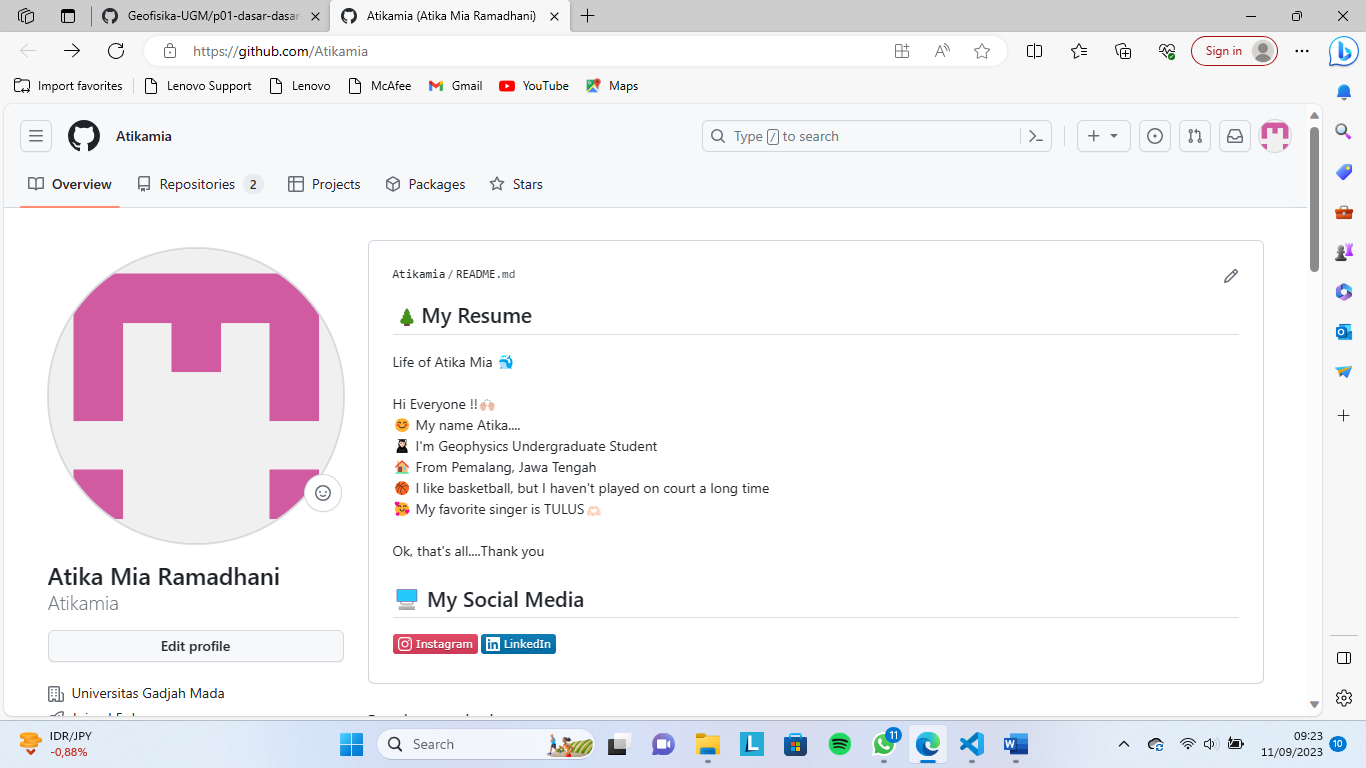 Geofisika-UGM/p01-dasar-dasar
Atikamia (Atika Mia Ramadhani)
https://github.com/Atikamia
Sign in
Import favorites
Lenovo Support
Lenovo
McAfee
Gmail
YouTube
Maps
Atikamia
Type / to search
Overview
Repositories 2
Projects
Packages
Stars
Atikamia/README.md
My Resume
Life of Atika Mia
Hi Everyone !!
My name Atika....
I'm Geophysics Undergraduate Student
From Pemalang, Jawa Tengah
I like basketball, but I haven't played on court a long time
My favorite singer is TULUS
Ok, that's all....Thank you
My Social Media
Instagram
LinkedIn
Atika Mia Ramadhani
Atikamia
Edit profile
Universitas Gadjah Mada
IDR/JPY
-0,88%
Search
11
09:23
11/09/2023
10